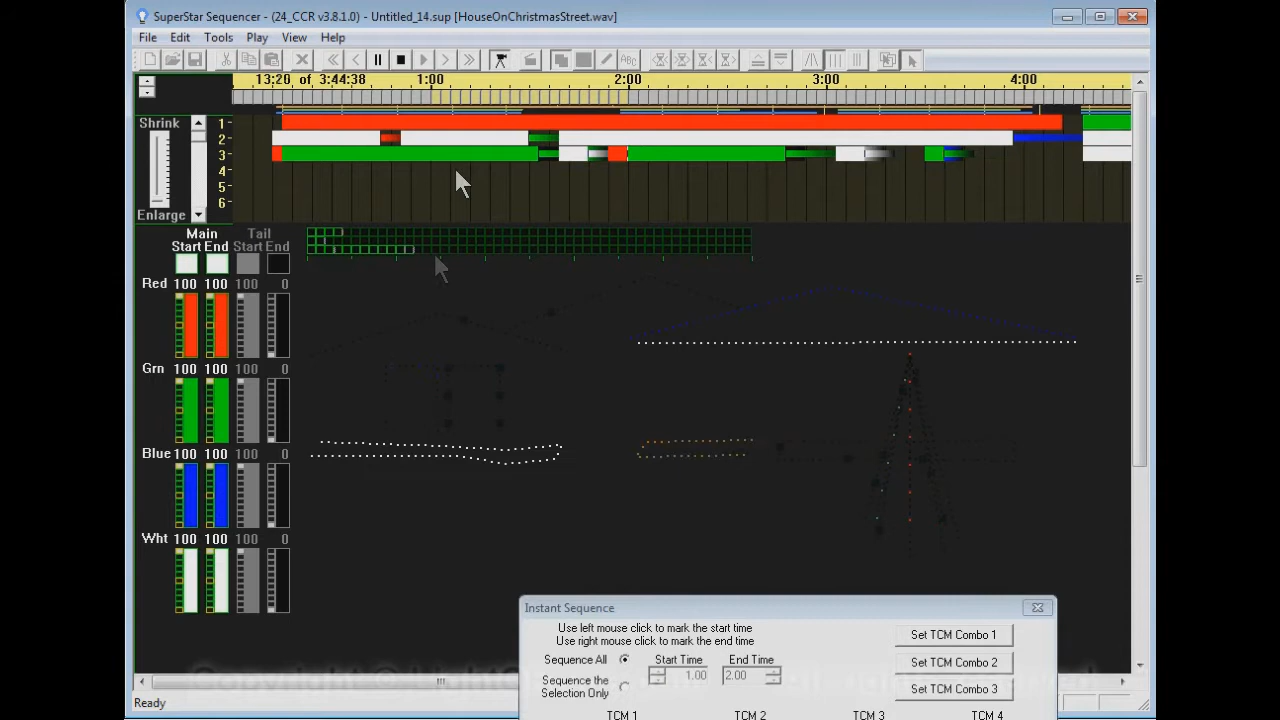 SuperStar Sequencer - (24_CCR v3.8.1.0) - Untitled_14.sup [HouseOnChristmasStreet.wav]
File Edit Tools Play View Help
ABC
13:20 of 3:44:38 1:00 2:00 3:00 4:00
Shrink
Enlarge
1
2
3
4
5
6
Main Tail
Start End Start End
Red 100 100 100 0
Grn 100 100 100 0
Blue 100 100 100 0
Wht 100 100 100 0
Instant Sequence
Use left mouse click to mark the start time
Use right mouse click to mark the end time
Set TCM Combo 1
Sequence All Start Time End Time
Set TCM Combo 2
1.00 2.00
Sequence the
Selection Only
Set TCM Combo 3
TCM 1 TCM 2 TCM 3 TCM 4
Ready